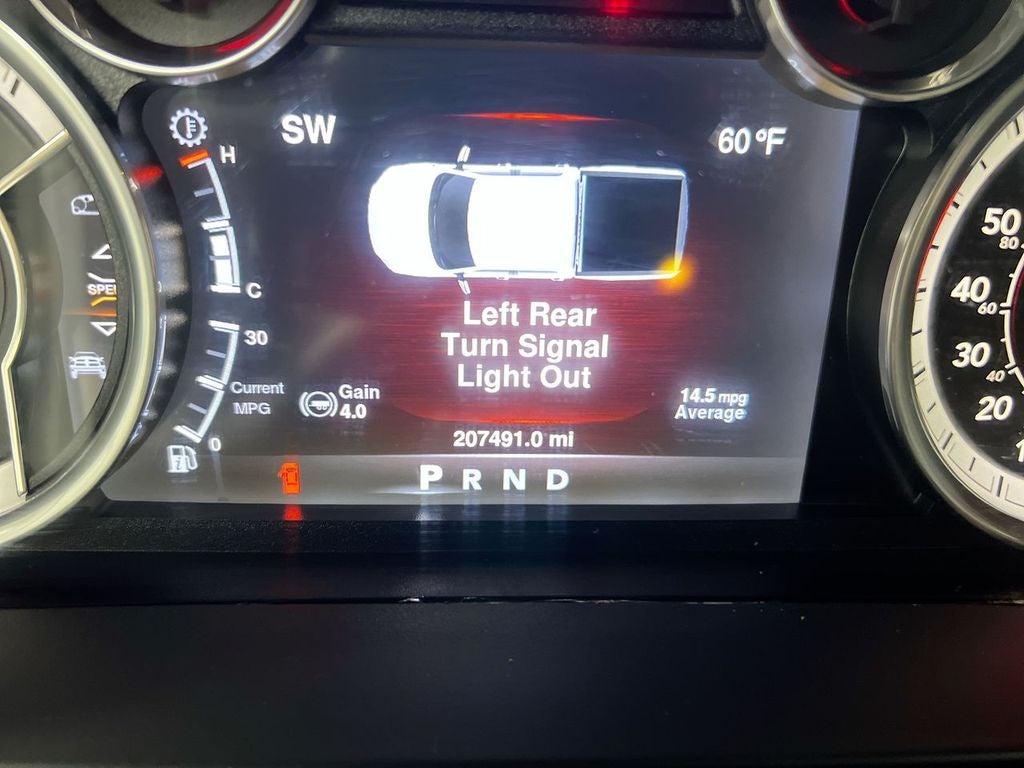 SW
60 °F
H
C
30
Current
MPG
0
Gain
4.0
Left Rear
Turn Signal
Light Out
14.5 mpg
Average
207491.0 mi
P R N D
50
80
40
60
30
40
20